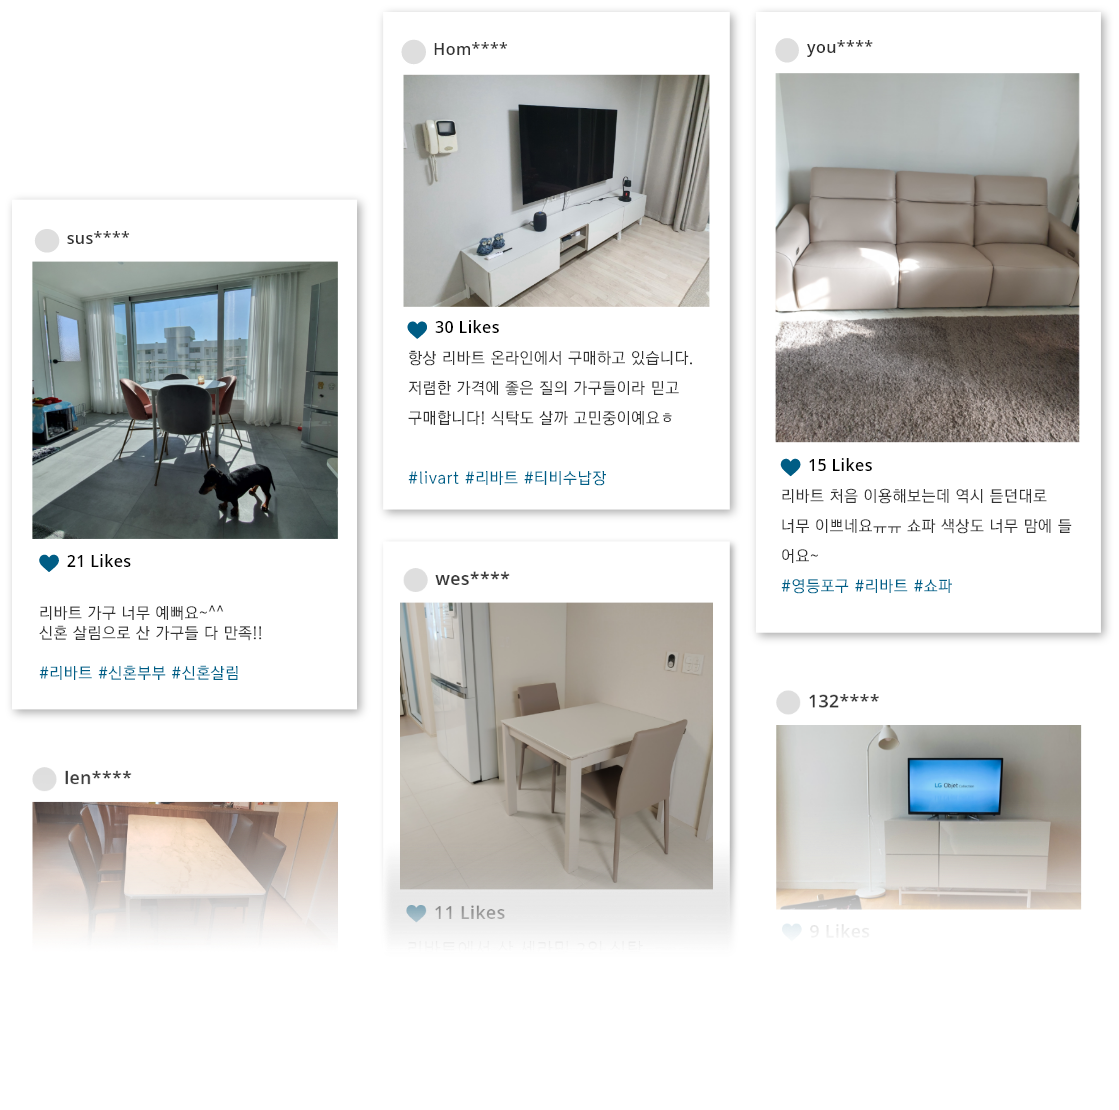 sus****
21 Likes
리바트 가구 너무 예뻐요~^^
신혼 살림으로 산 가구들 다 만족!!
#리바트 #신혼부부 #신혼살림
len****
Hom****
30 Likes
항상 리바트 온라인에서 구매하고 있습니다.
저렴한 가격에 좋은 질의 가구들이라 믿고
구매합니다! 식탁도 살까 고민중이예요ㅎ
#livart #리바트 #티비수납장
wes****
11 Likes
you****
15 Likes
리바트 처음 이용해보는데 역시 듣던대로
너무 이쁘네요ㅠㅠ 쇼파 색상도 너무 맘에 들
어요~
#영등포구 #리바트 #쇼파
132****
LG Objet Collection
9 Likes